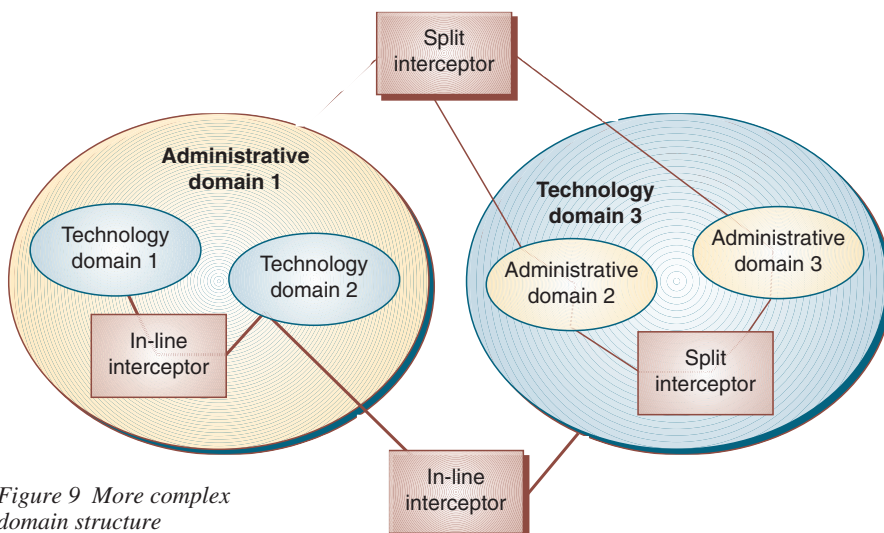 Split
interceptor
Administrative
domain 1
Technology
domain 3
Technology
domain 1
Technology
domain 2
Administrative
domain 2
Administrative
domain 3
In-line
interceptor
Split
interceptor
In-line
interceptor
Figure 9 More complex
domain structure